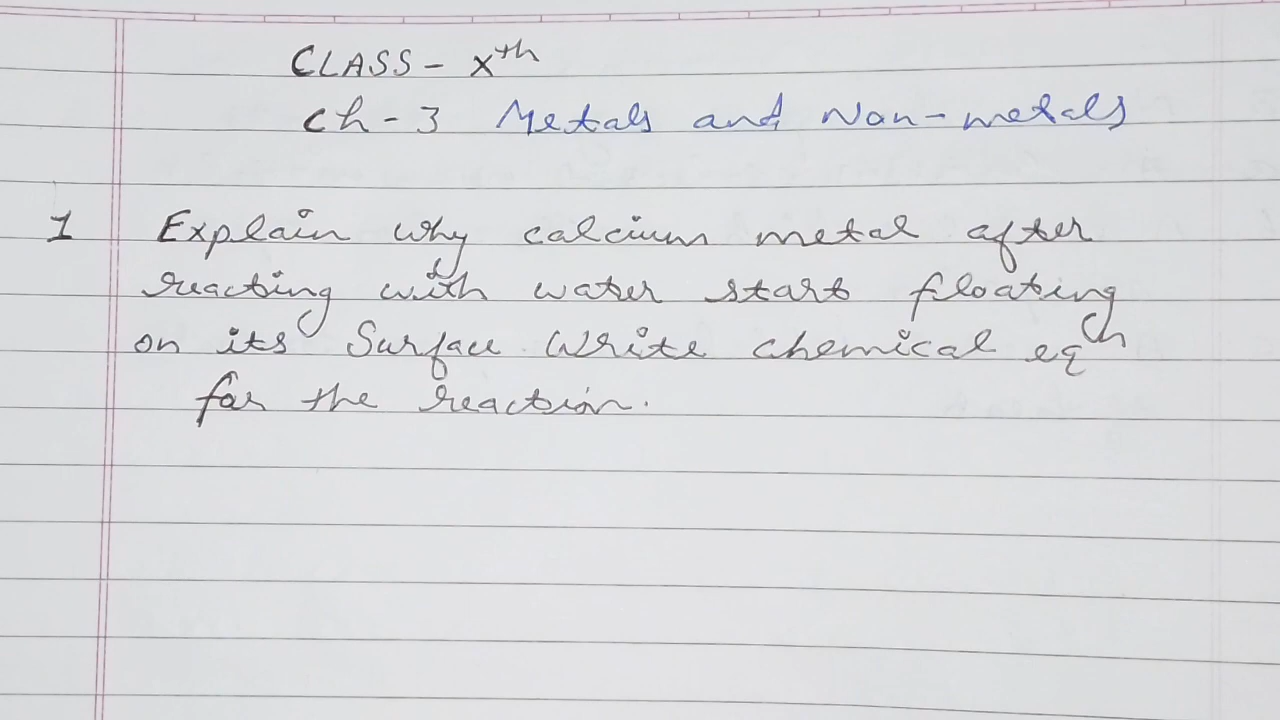 CLASS - Xth
Ch - 3 Metals and Non-metals
1 Explain why calcium metal after
reacting with water start floating
on its Surface. Write chemical eqn
for the reaction.